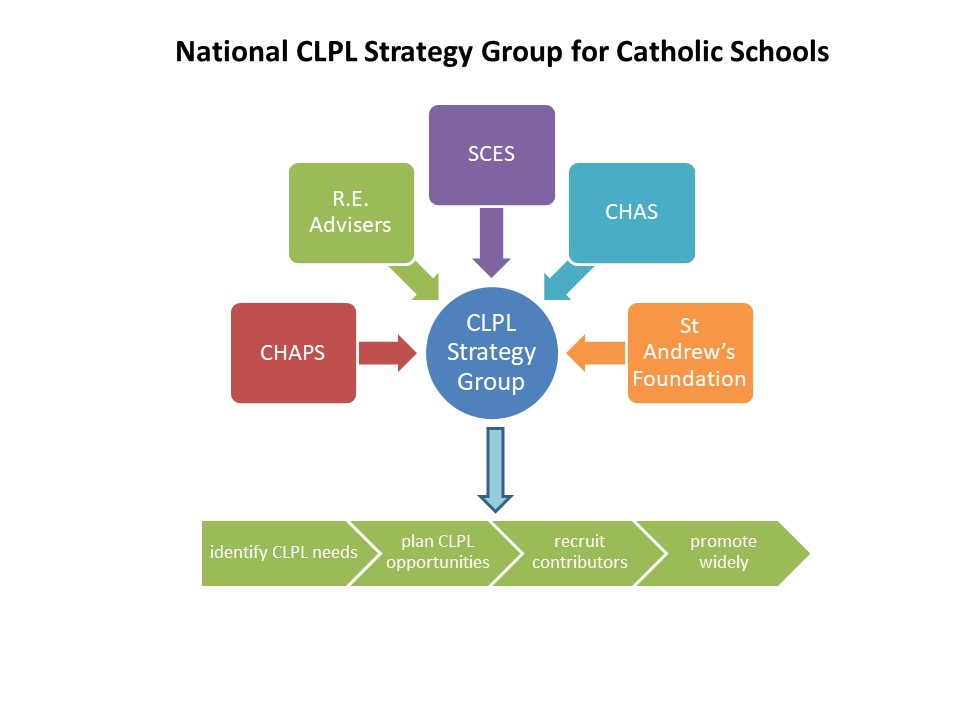 National CLPL Strategy Group for Catholic Schools
SCES
R.E.
Advisers
CHAS
CHAPS
CLPL
Strategy
Group
St
Andrew’s
Foundation
identify CLPL needs
plan CLPL
opportunities
recruit
contributors
promote
widely